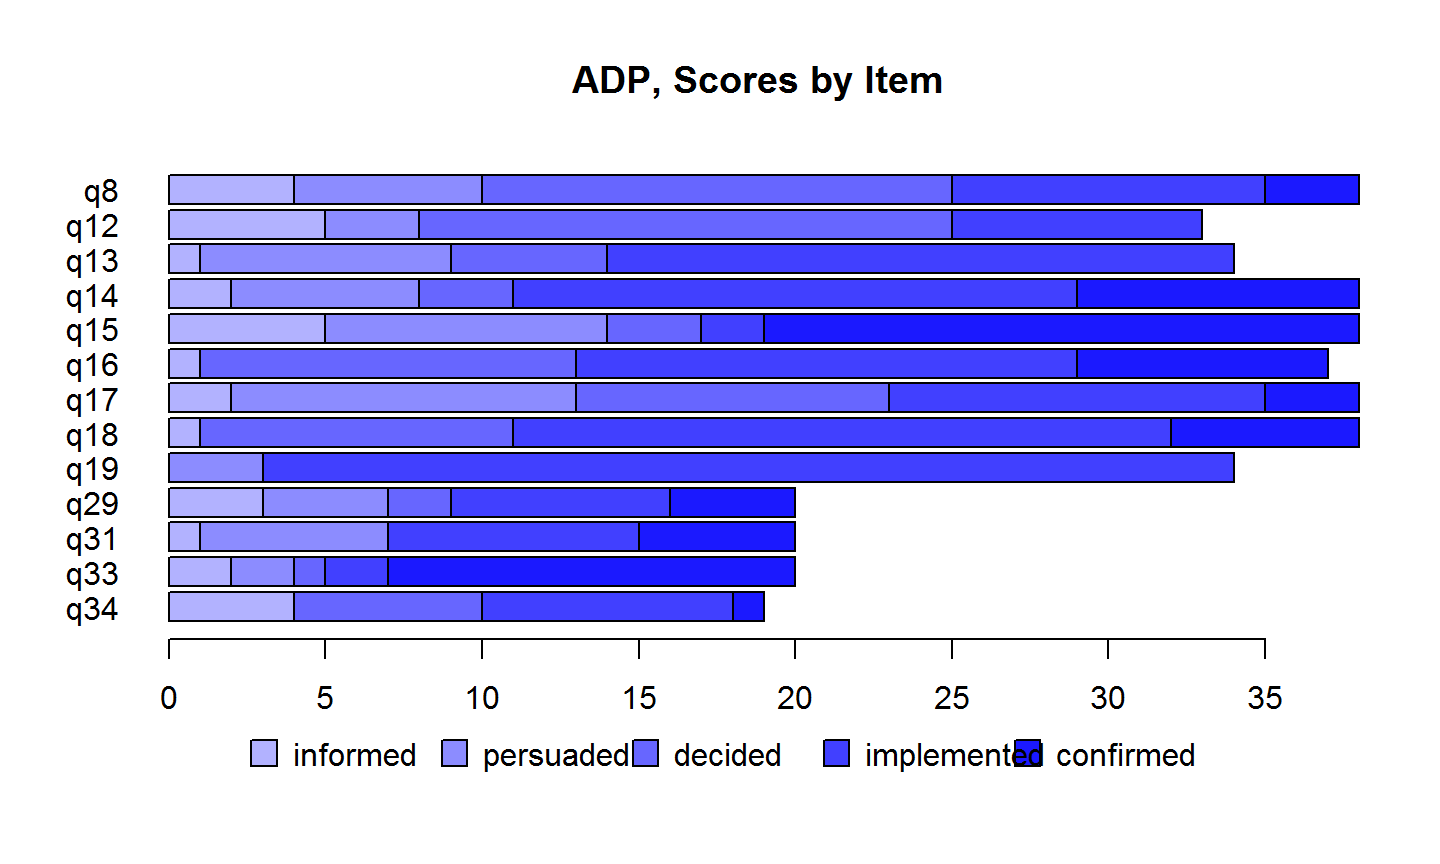 ADP, Scores by Item
q8
q12
q13
q14
q15
q16
q17
q18
q19
q29
q31
q33
q34
0 5 10 15 20 25 30 35
informed persuaded decided implemented confirmed